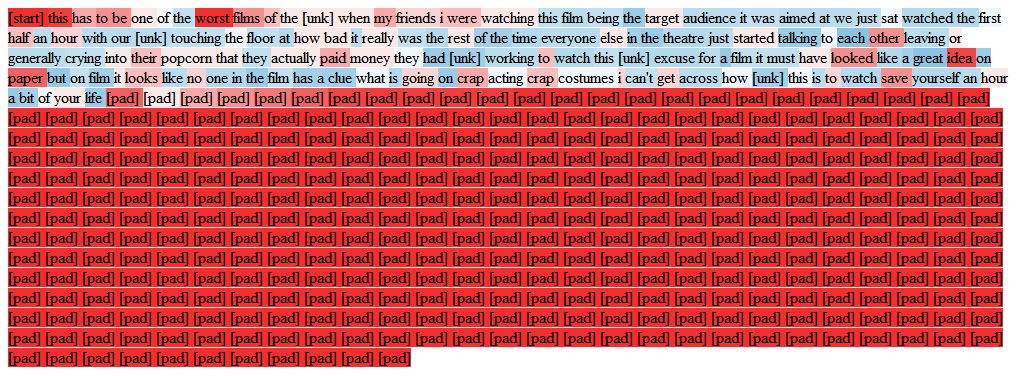 [start] this has to be one of the worst films of the [unk] when my friends i were watching this film being the target audience it was aimed at we just sat watched the first
half an hour with our [unk] touching the floor at how bad it really was the rest of the time everyone else in the theatre just started talking to each other leaving or
generally crying into their popcorn that they actually paid money they had [unk] working to watch this [unk] excuse for a film it must have looked like a great idea on
paper but on film it looks like no one in the film has a clue what is going on crap acting crap costumes i can't get across how [unk] this is to watch save yourself an hour
a bit of your life [pad] [pad] [pad] [pad] [pad] [pad] [pad] [pad] [pad] [pad] [pad] [pad] [pad] [pad] [pad] [pad] [pad] [pad] [pad] [pad] [pad] [pad] [pad] [pad]
[pad] [pad] [pad] [pad] [pad] [pad] [pad] [pad] [pad] [pad] [pad] [pad] [pad] [pad] [pad] [pad] [pad] [pad] [pad] [pad] [pad] [pad] [pad] [pad] [pad] [pad] [pad]
[pad] [pad] [pad] [pad] [pad] [pad] [pad] [pad] [pad] [pad] [pad] [pad] [pad] [pad] [pad] [pad] [pad] [pad] [pad] [pad] [pad] [pad] [pad] [pad] [pad] [pad] [pad]
[pad] [pad] [pad] [pad] [pad] [pad] [pad] [pad] [pad] [pad] [pad] [pad] [pad] [pad] [pad] [pad] [pad] [pad] [pad] [pad] [pad] [pad] [pad] [pad] [pad] [pad] [pad]
[pad] [pad] [pad] [pad] [pad] [pad] [pad] [pad] [pad] [pad] [pad] [pad] [pad] [pad] [pad] [pad] [pad] [pad] [pad] [pad] [pad] [pad] [pad] [pad] [pad] [pad] [pad]
[pad] [pad] [pad] [pad] [pad] [pad] [pad] [pad] [pad] [pad] [pad] [pad] [pad] [pad] [pad] [pad] [pad] [pad] [pad] [pad] [pad] [pad] [pad] [pad] [pad] [pad] [pad]
[pad] [pad] [pad] [pad] [pad] [pad] [pad] [pad] [pad] [pad] [pad] [pad] [pad] [pad] [pad] [pad] [pad] [pad] [pad] [pad] [pad] [pad] [pad] [pad] [pad] [pad] [pad]
[pad] [pad] [pad] [pad] [pad] [pad] [pad] [pad] [pad] [pad] [pad] [pad] [pad] [pad] [pad] [pad] [pad] [pad] [pad] [pad] [pad] [pad] [pad] [pad] [pad] [pad] [pad]
[pad] [pad] [pad] [pad] [pad] [pad] [pad] [pad] [pad] [pad] [pad] [pad] [pad] [pad] [pad] [pad] [pad] [pad] [pad] [pad] [pad] [pad] [pad] [pad] [pad] [pad] [pad]
[pad] [pad] [pad] [pad] [pad] [pad] [pad] [pad] [pad] [pad] [pad] [pad] [pad] [pad] [pad] [pad] [pad] [pad] [pad] [pad] [pad] [pad] [pad] [pad] [pad] [pad] [pad]
[pad] [pad] [pad] [pad] [pad] [pad] [pad] [pad] [pad] [pad] [pad] [pad] [pad] [pad] [pad] [pad] [pad] [pad] [pad] [pad] [pad] [pad] [pad] [pad] [pad] [pad] [pad]
[pad] [pad] [pad] [pad] [pad] [pad] [pad] [pad] [pad] [pad] [pad] [pad] [pad] [pad] [pad] [pad] [pad] [pad] [pad] [pad] [pad] [pad] [pad] [pad] [pad] [pad] [pad]
[pad] [pad] [pad] [pad] [pad] [pad] [pad] [pad] [pad] [pad] [pad] [pad] [pad] [pad] [pad] [pad] [pad] [pad] [pad] [pad] [pad] [pad] [pad] [pad] [pad] [pad] [pad]
[pad] [pad] [pad] [pad] [pad] [pad] [pad] [pad] [pad] [pad] [pad]